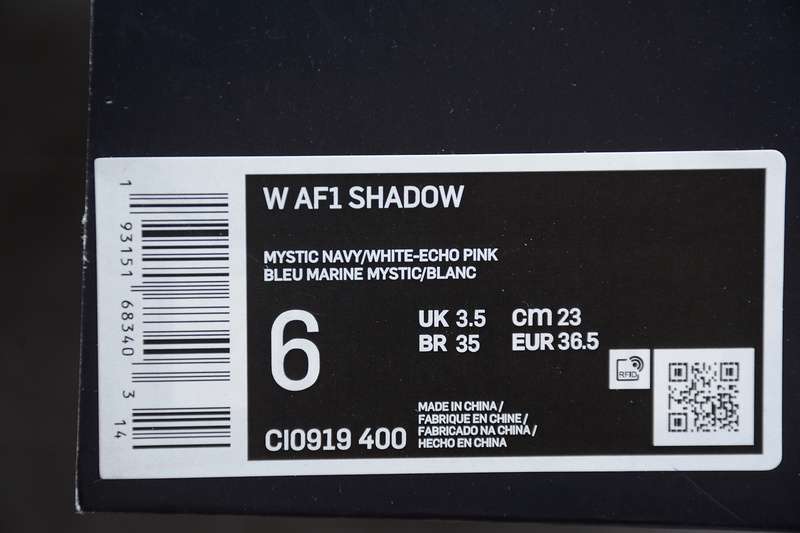 W AF1 SHADOW
MYSTIC NAVY/WHITE-ECHO PINK
BLEU MARINE MYSTIC/BLANC
6
UK 3.5 cm 23
BR 35 EUR 36.5
RFID
MADE IN CHINA /
FABRIQUE EN CHINE /
FABRICADO NA CHINA /
HECHO EN CHINA
CI0919 400
1 93151 68340 3 14